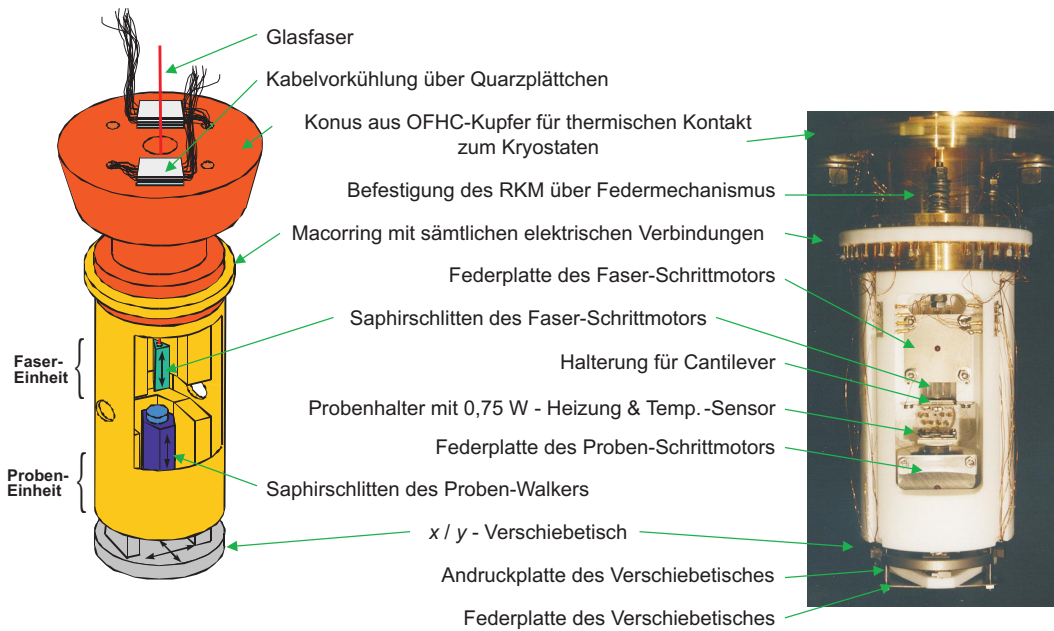 Glasfaser
Kabelvorkühlung über Quarzplättchen
Konus aus OFHC-Kupfer für thermischen Kontakt
zum Kryostaten
Befestigung des RKM über Federmechanismus
Macorring mit sämtlichen elektrischen Verbindungen
Federplatte des Faser-Schrittmotors
Saphirschlitten des Faser-Schrittmotors
Faser-
Einheit
Halterung für Cantilever
Probenhalter mit 0,75 W - Heizung & Temp.-Sensor
Federplatte des Proben-Schrittmotors
Proben-
Einheit
Saphirschlitten des Proben-Walkers
x / y - Verschiebetisch
Andruckplatte des Verschiebetisches
Federplatte des Verschiebetisches